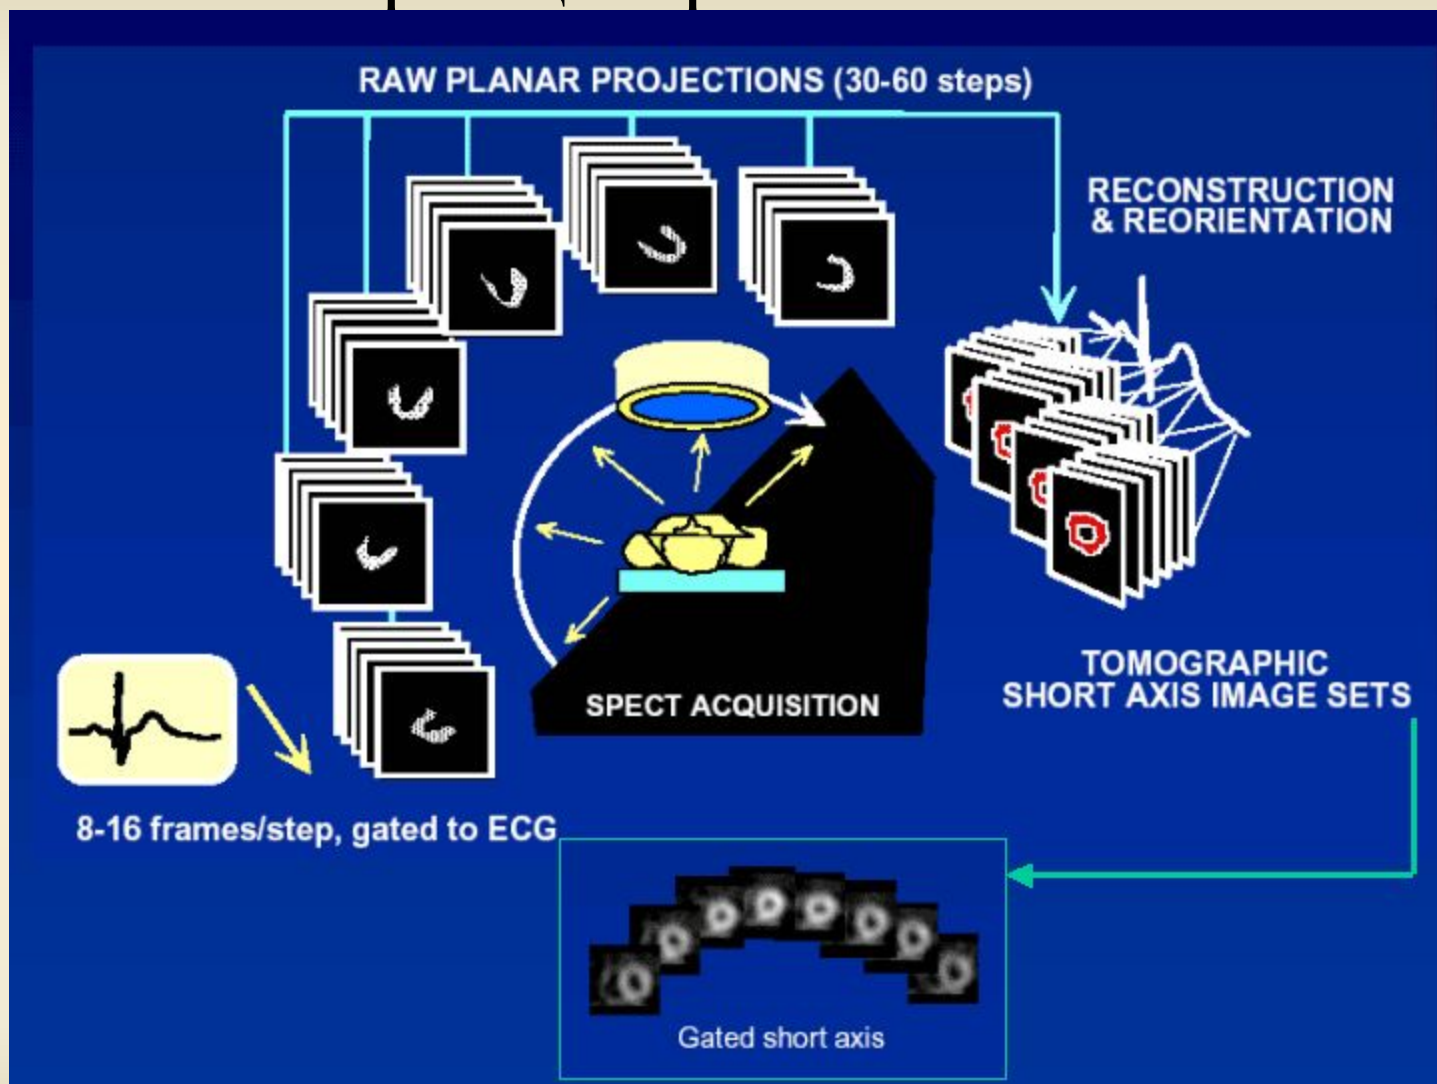 RAW PLANAR PROJECTIONS (30-60 steps)
RECONSTRUCTION
& REORIENTATION
SPECT ACQUISITION
TOMOGRAPHIC
SHORT AXIS IMAGE SETS
8-16 frames/step, gated to ECG
Gated short axis